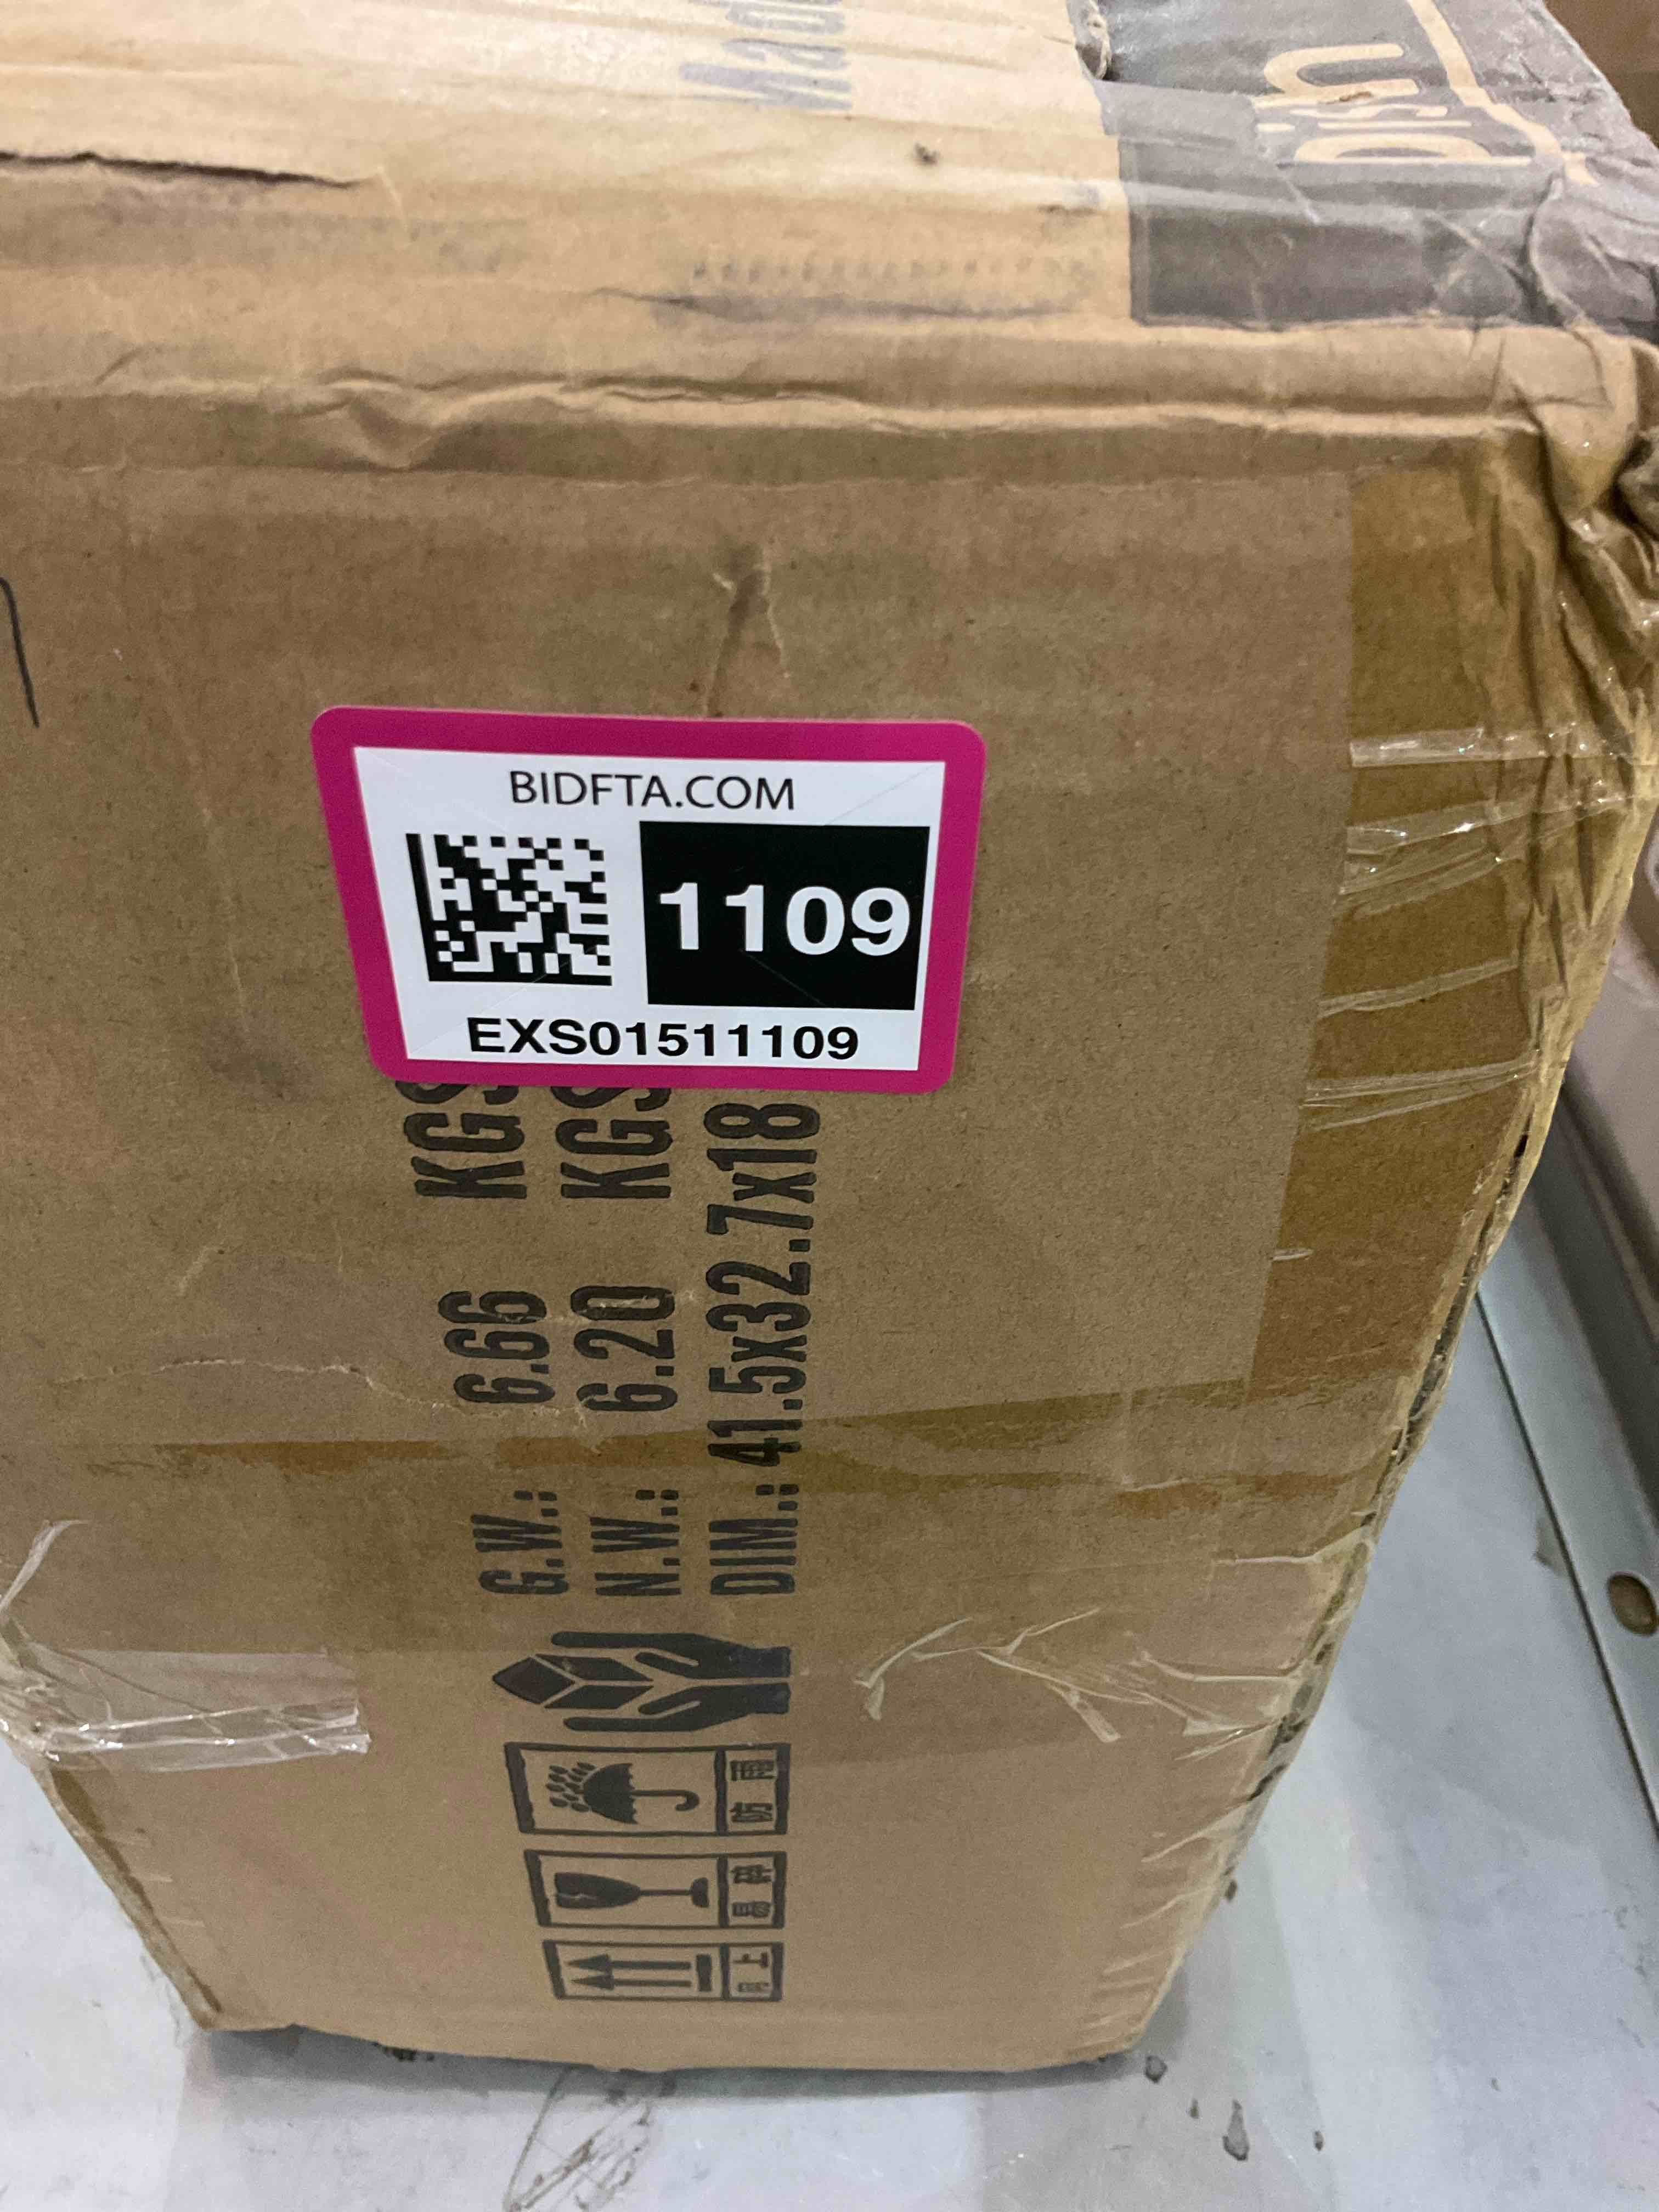 BIDFTA.COM
1109
EXS01511109
G.W.: 6.66 KGS
N.W.: 6.20 KGS
DIM.: 41.5x32.7x18
防雨
易碎
向上